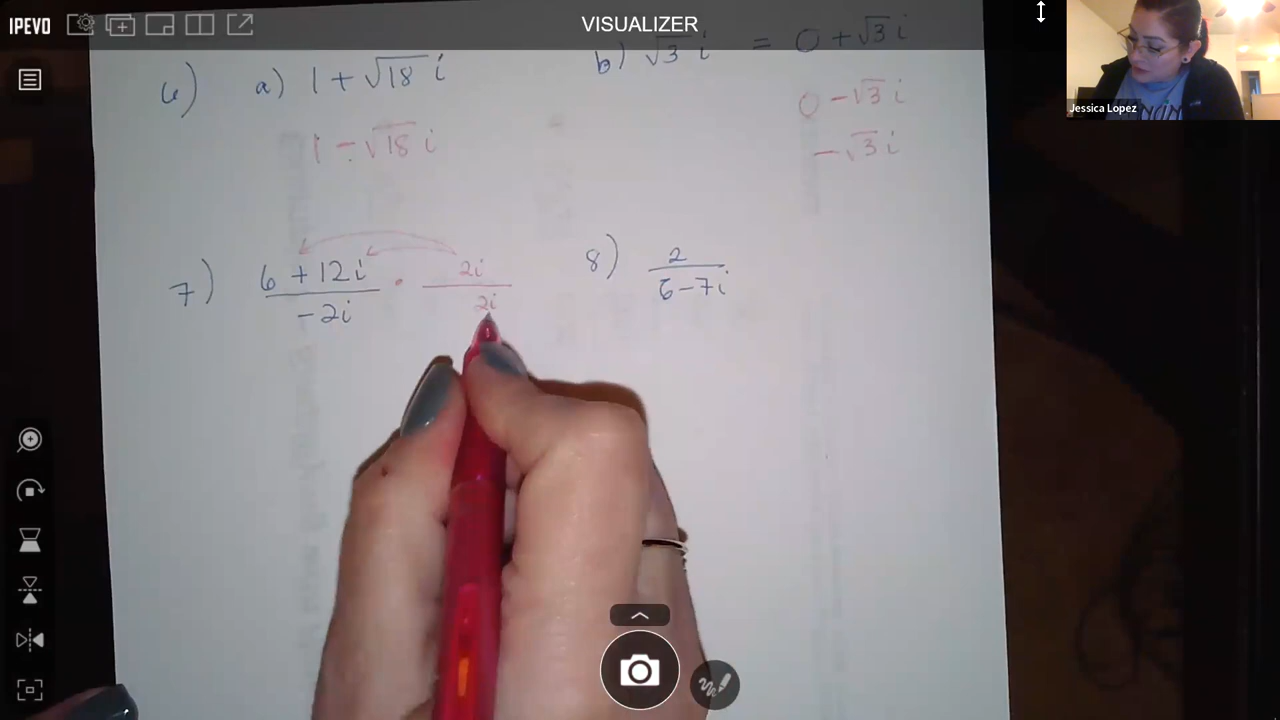 IPEVO
VISUALIZER
Jessica Lopez
6) a) 1 + √18 i
1 - √18 i
b) √3 i = 0 + √3 i
0 - √3 i
- √3 i
7) 6 + 12i / -2i · 2i / 2i
8) 2 / 6 - 7i